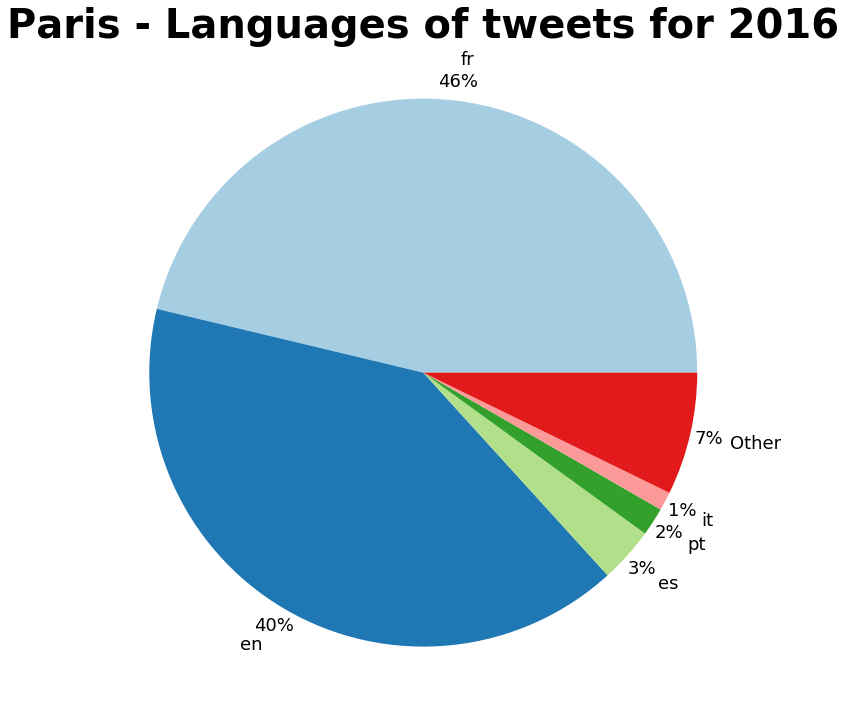 Paris - Languages of tweets for 2016
fr
46%
7% Other
1% it
2% pt
3%
es
40%
en